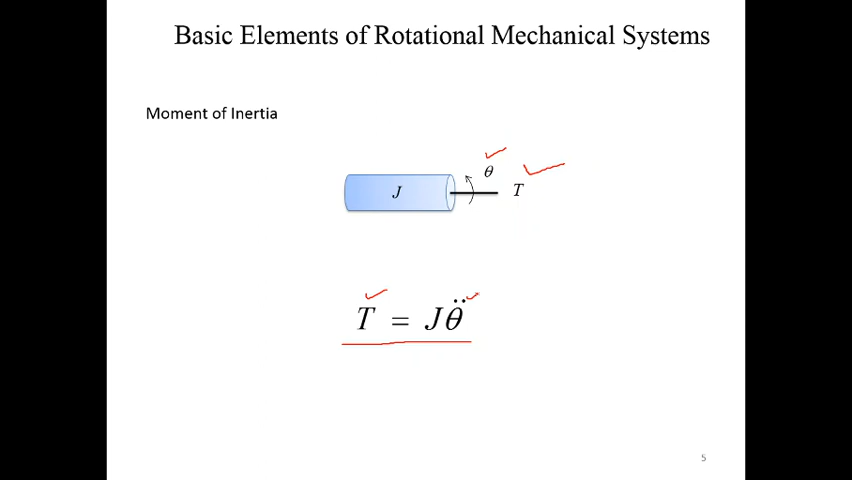 Basic Elements of Rotational Mechanical Systems
Moment of Inertia
θ
J
T
T = Jθ̈
5